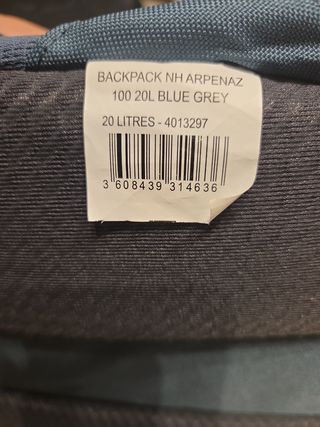 BACKPACK NH ARPENAZ
100 20L BLUE GREY
20 LITRES - 4013297
3 608439 314636